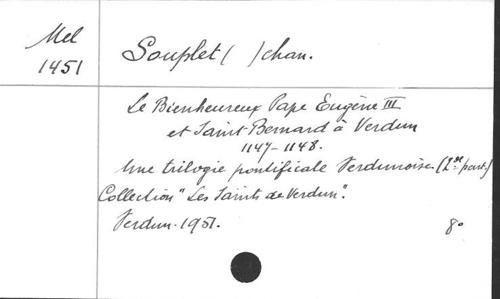 Mel
1451
Souplet ( ) chan.
Le Bienheureux Pape Eugène III
et Saint-Bernard à Verdun
1147-1148.
Une trilogie pontificale Verdunoise. (1re part.)
Collection "Les Saints de Verdun".
Verdun. 1951. 8o